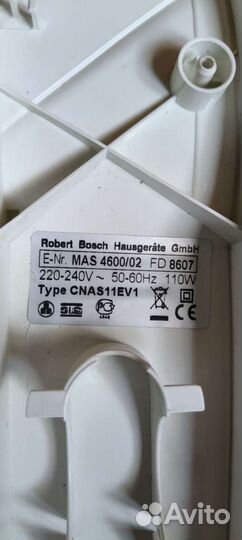 Robert Bosch Hausgeräte GmbH
E-Nr. MAS 4600/02 FD 8607
220-240V ~ 50-60Hz 110W
Type CNAS11EV1
Avito